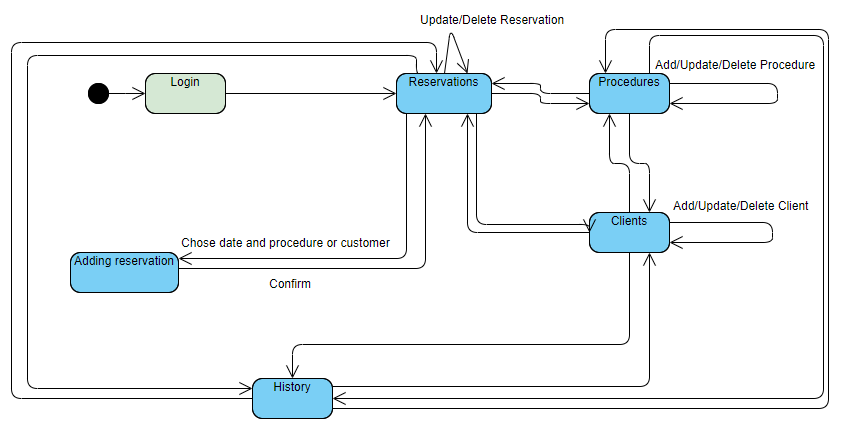 Update/Delete Reservation
Login
Reservations
Procedures
Add/Update/Delete Procedure
Add/Update/Delete Client
Clients
Chose date and procedure or customer
Adding reservation
Confirm
History